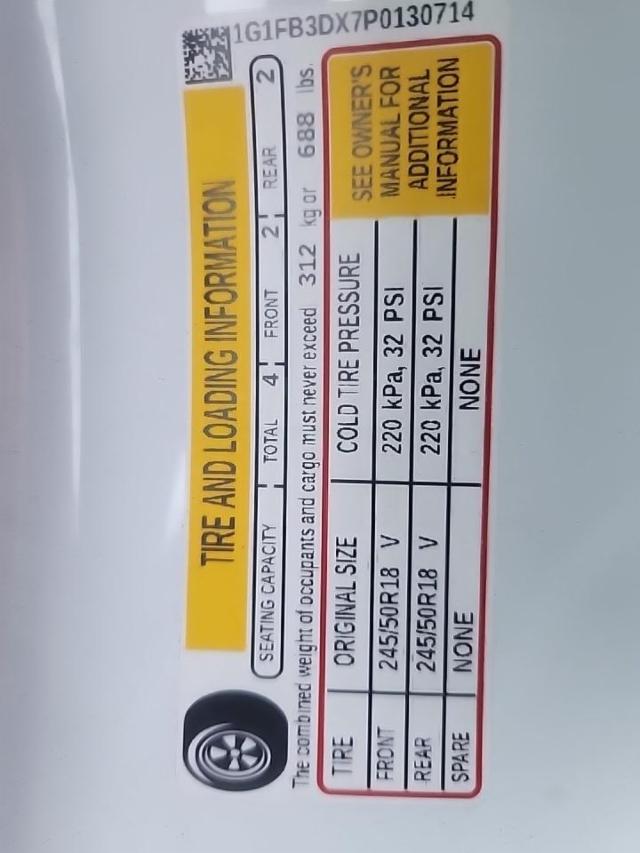 1G1FB3DX7P0130714
TIRE AND LOADING INFORMATION
SEATING CAPACITY TOTAL 4 FRONT 2 REAR 2
The combined weight of occupants and cargo must never exceed 312 kg or 688 lbs.
TIRE ORIGINAL SIZE COLD TIRE PRESSURE
FRONT 245/50R18 V 220 kPa, 32 PSI
REAR 245/50R18 V 220 kPa, 32 PSI
SPARE NONE NONE
SEE OWNER'S
MANUAL FOR
ADDITIONAL
INFORMATION